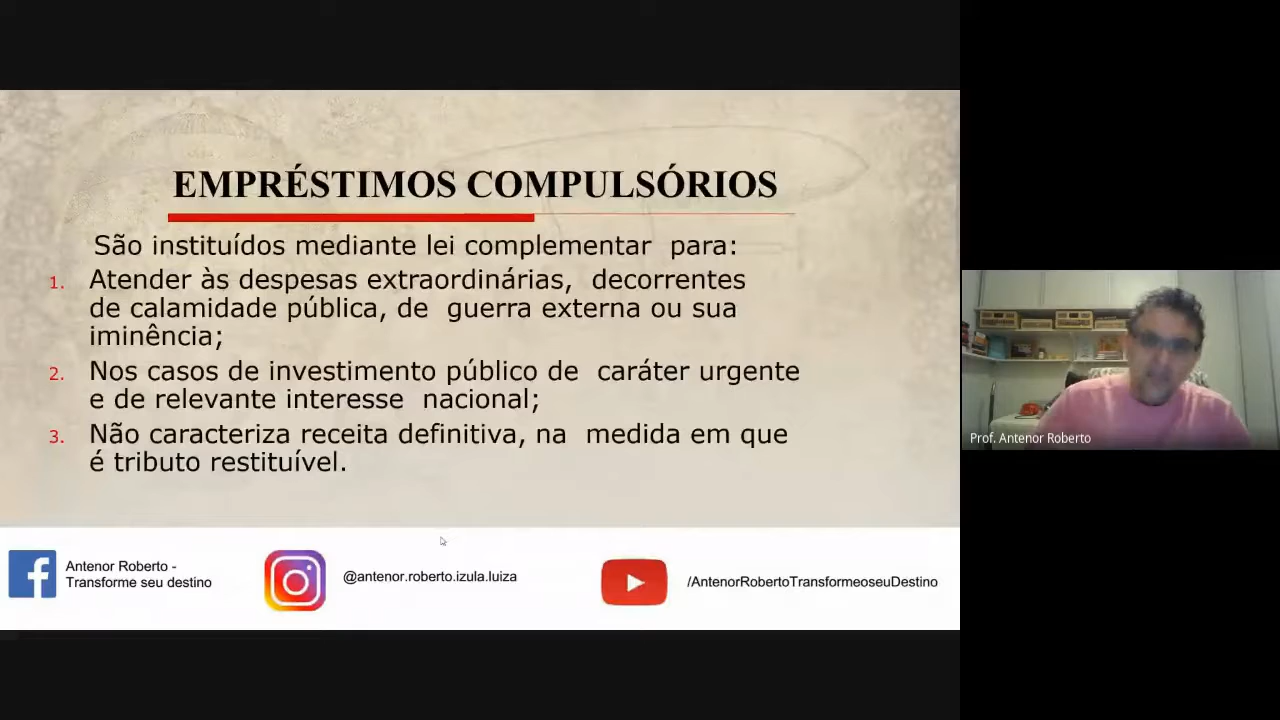 EMPRÉSTIMOS COMPULSÓRIOS
São instituídos mediante lei complementar para:
1. Atender às despesas extraordinárias, decorrentes
de calamidade pública, de guerra externa ou sua
iminência;
2. Nos casos de investimento público de caráter urgente
e de relevante interesse nacional;
3. Não caracteriza receita definitiva, na medida em que
é tributo restituível.
Prof. Antenor Roberto
Antenor Roberto -
Transforme seu destino
@antenor.roberto.izula.luiza
/AntenorRobertoTransformeoseuDestino